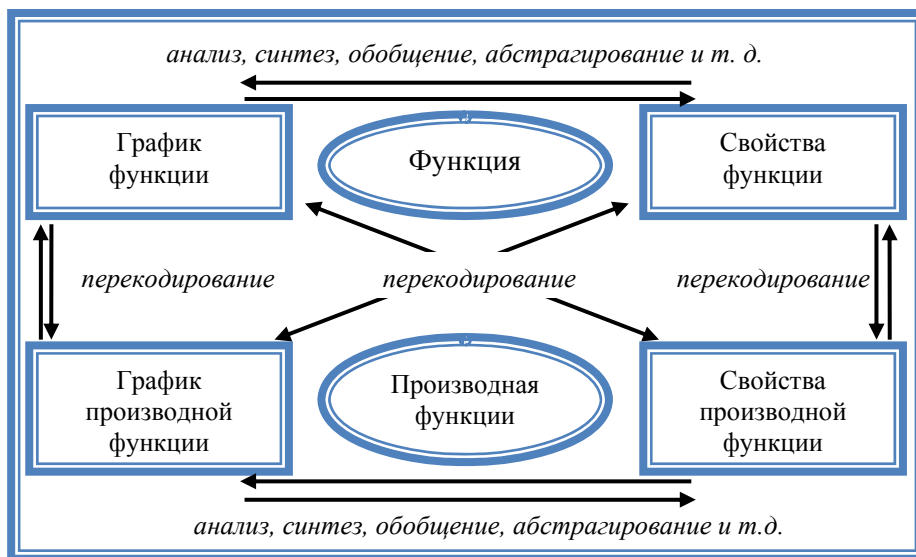 анализ, синтез, обобщение, абстрагирование и т. д.
График
функции
Функция
Свойства
функции
перекодирование
перекодирование
перекодирование
График
производной
функции
Производная
функции
Свойства
производной
функции
анализ, синтез, обобщение, абстрагирование и т.д.